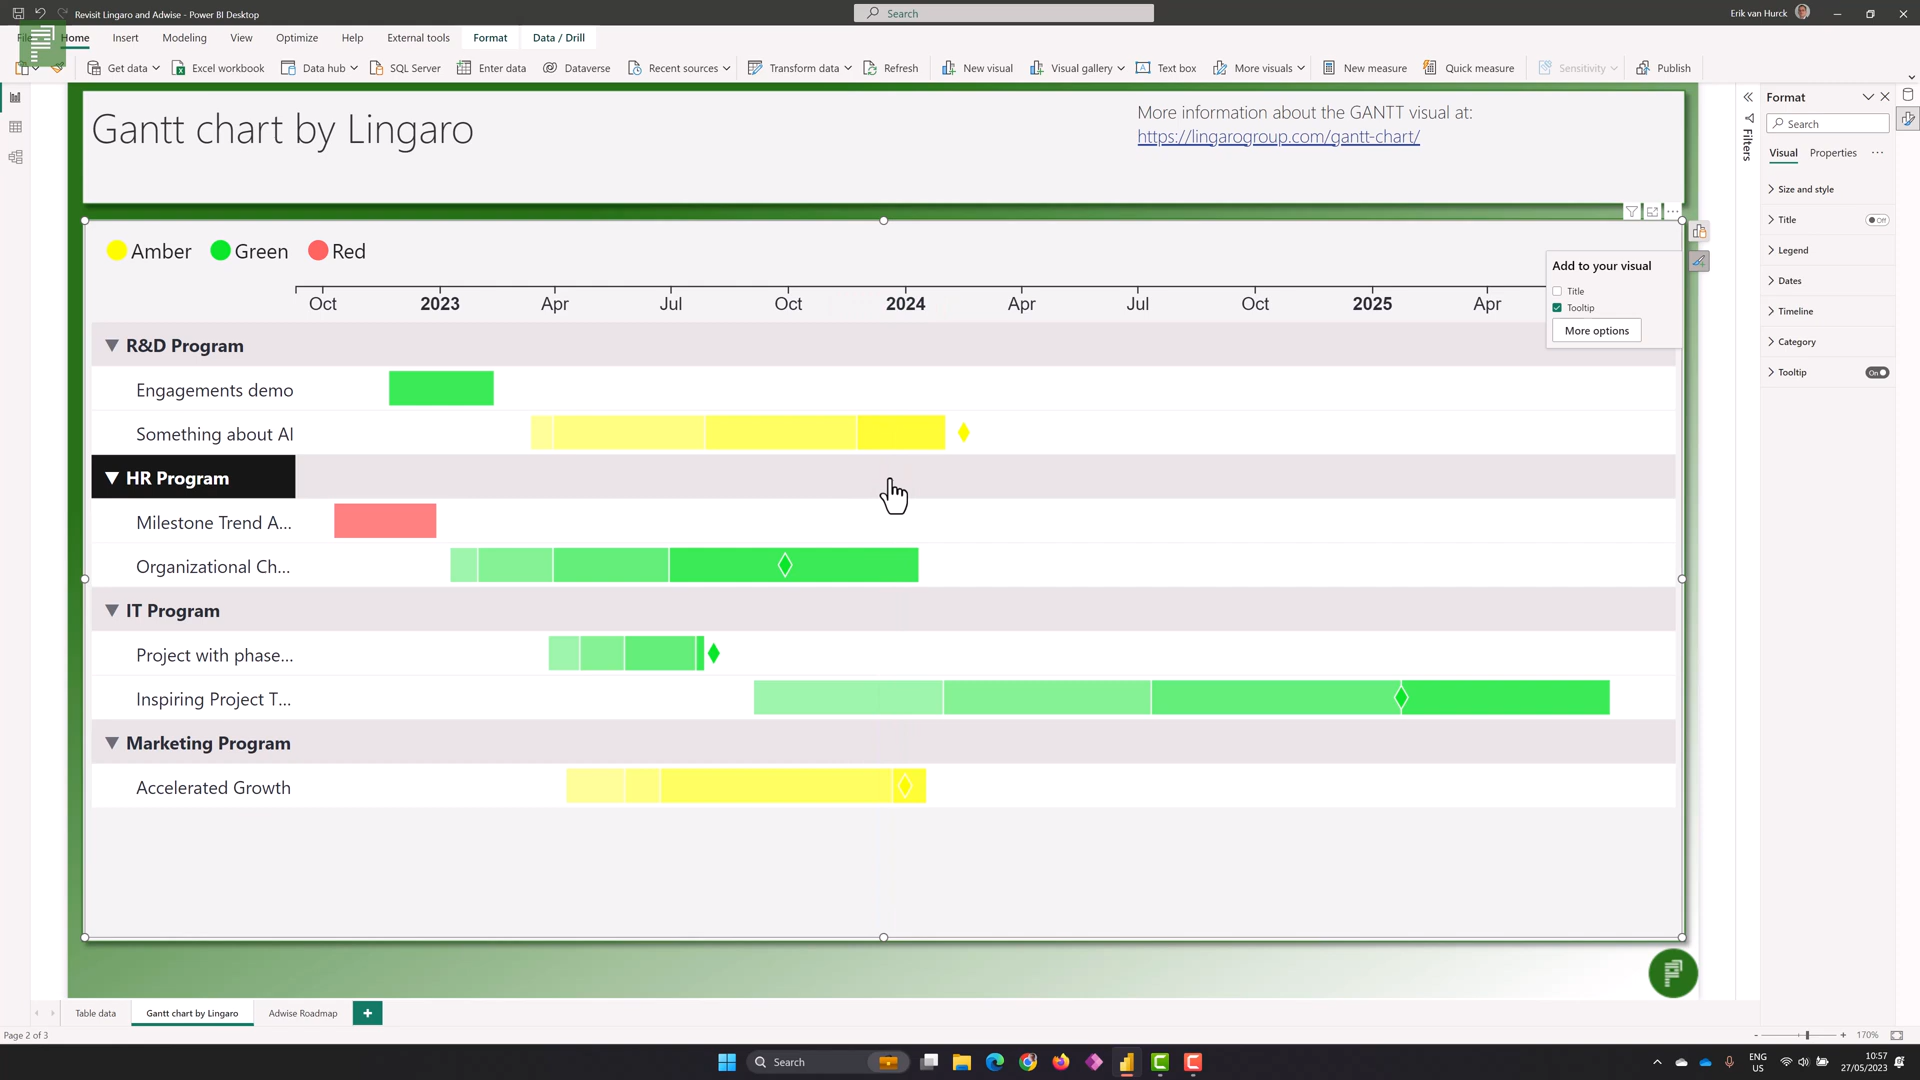 Revisit Lingaro and Adwise - Power BI Desktop
Search
Erik van Hurck
Home Insert Modeling View Optimize Help External tools Format Data / Drill
Get data Excel workbook Data hub SQL Server Enter data Dataverse Recent sources Transform data Refresh New visual Visual gallery Text box More visuals New measure Quick measure Sensitivity Publish
Gantt chart by Lingaro
More information about the GANTT visual at:
https://lingarogroup.com/gantt-chart/
Amber Green Red
Oct 2023 Apr Jul Oct 2024 Apr Jul Oct 2025 Apr
R&D Program
Engagements demo
Something about AI
HR Program
Milestone Trend A...
Organizational Ch...
IT Program
Project with phase...
Inspiring Project T...
Marketing Program
Accelerated Growth
Add to your visual
Title
Tooltip
More options
Filters
Format
Search
Visual Properties
Size and style
Title Off
Legend
Dates
Timeline
Category
Tooltip On
Table data Gantt chart by Lingaro Adwise Roadmap +
Page 2 of 3
- + 170%
Search
ENG
US
10:57
27/05/2023